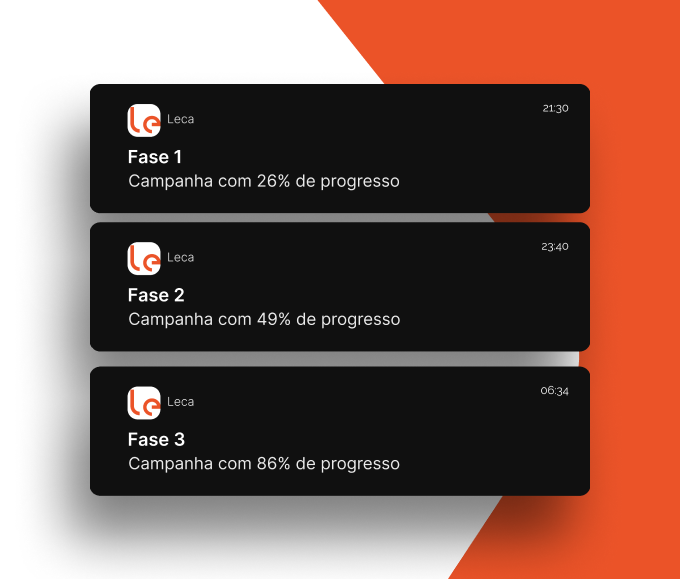 Le Leca
21:30
Fase 1
Campanha com 26% de progresso
Le Leca
23:40
Fase 2
Campanha com 49% de progresso
Le Leca
06:34
Fase 3
Campanha com 86% de progresso